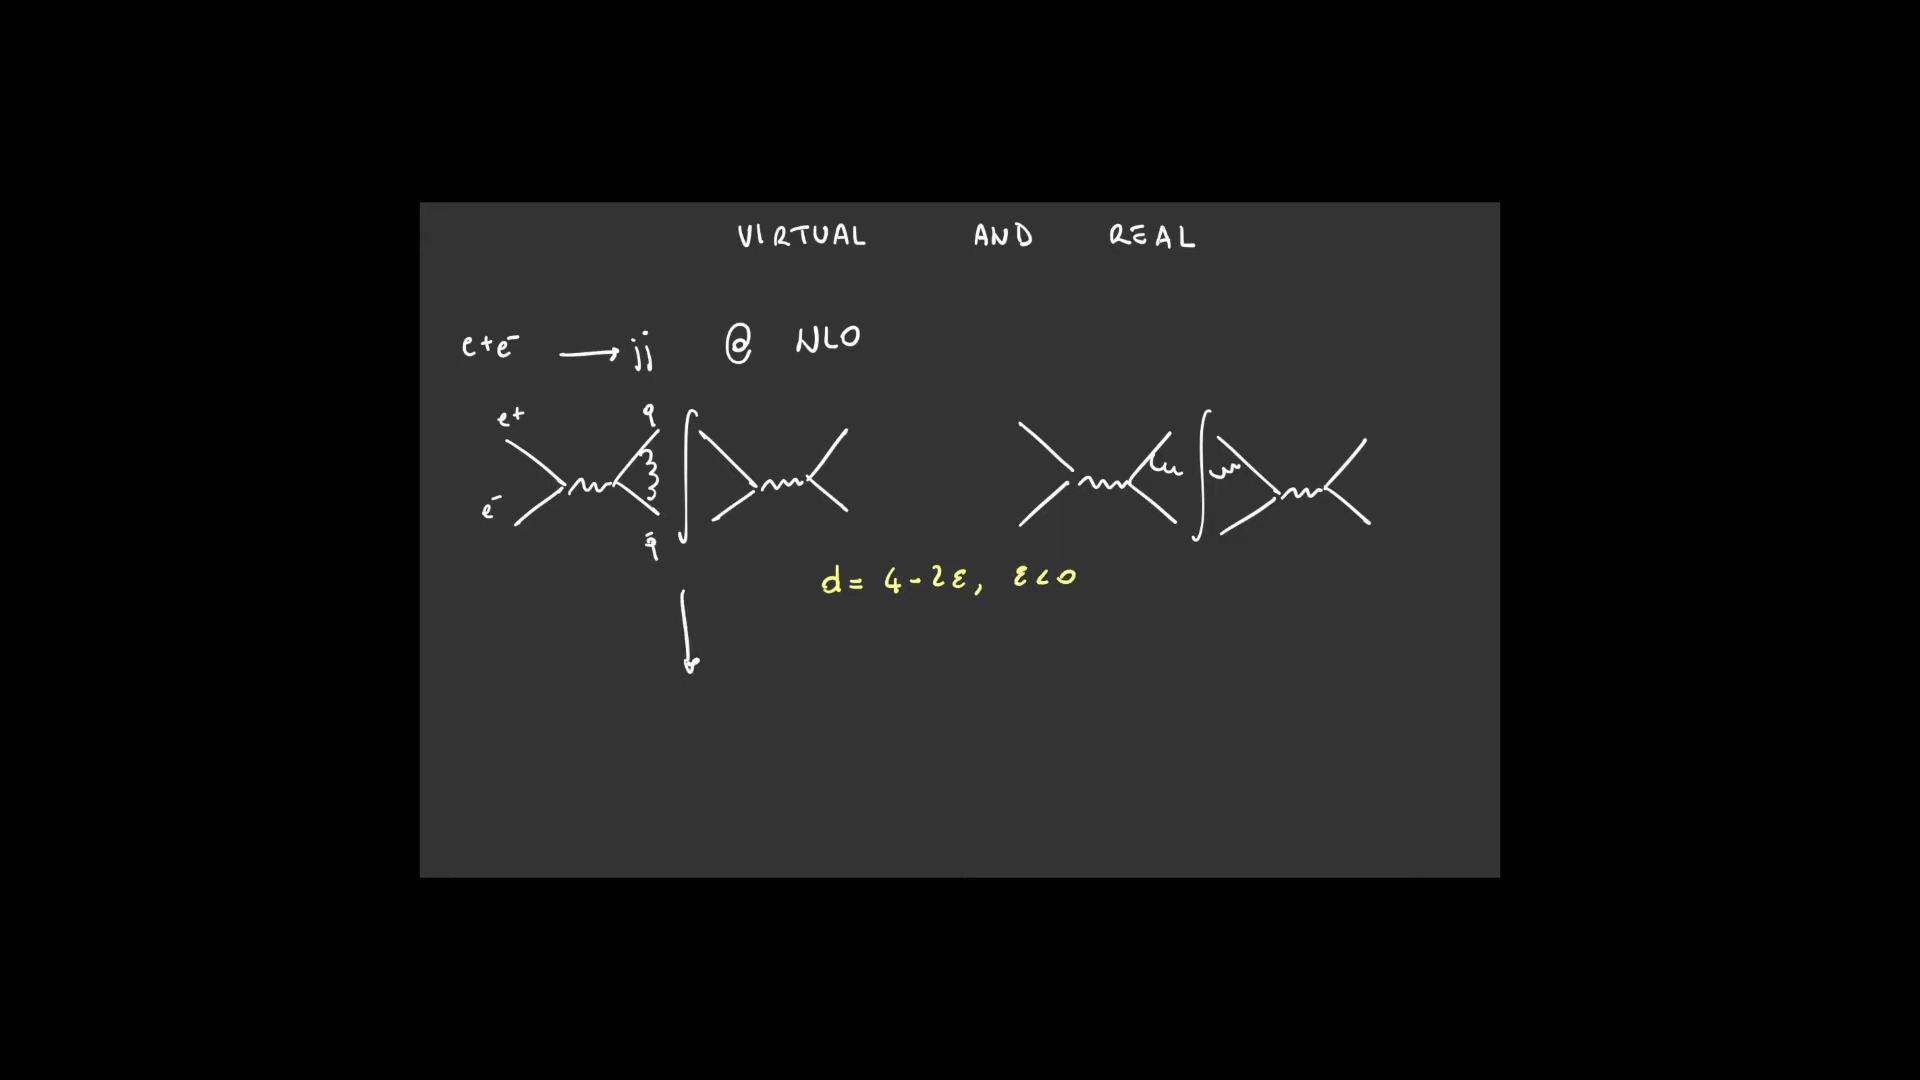 VIRTUAL AND REAL
e+e- → jj @ NLO
e+
q
e-
q̄
d = 4-2ε, ε<0